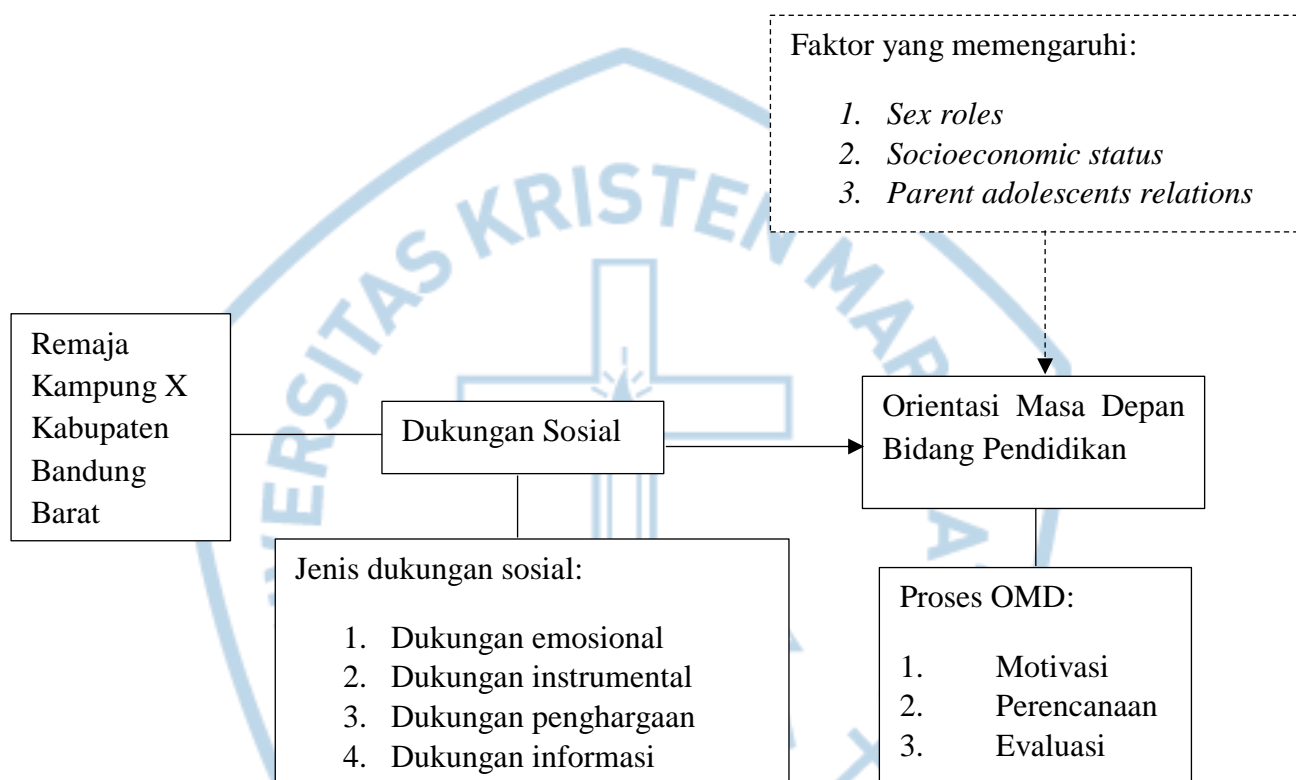 Faktor yang memengaruhi:
1. Sex roles
2. Socioeconomic status
3. Parent adolescents relations
Remaja
Kampung X
Kabupaten
Bandung
Barat
Dukungan Sosial
Orientasi Masa Depan
Bidang Pendidikan
Jenis dukungan sosial:
1. Dukungan emosional
2. Dukungan instrumental
3. Dukungan penghargaan
4. Dukungan informasi
Proses OMD:
1. Motivasi
2. Perencanaan
3. Evaluasi
KRISTEN